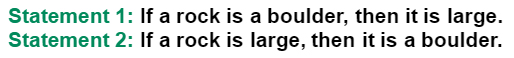 Statement 1: If a rock is a boulder, then it is large.
Statement 2: If a rock is large, then it is a boulder.